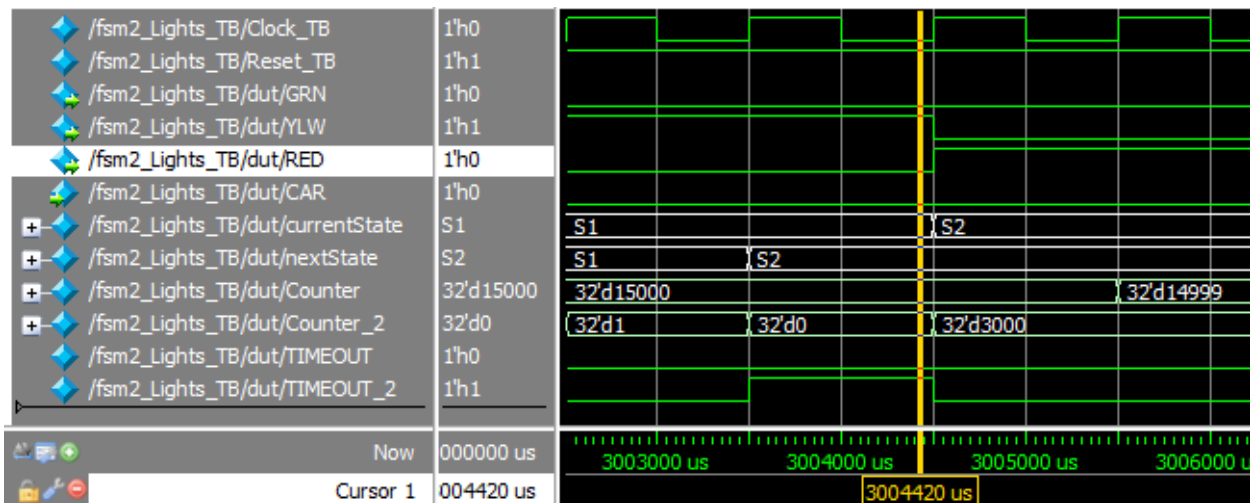 /fsm2_Lights_TB/Clock_TB 1'h0
/fsm2_Lights_TB/Reset_TB 1'h1
/fsm2_Lights_TB/dut/GRN 1'h0
/fsm2_Lights_TB/dut/YLW 1'h1
/fsm2_Lights_TB/dut/RED 1'h0
/fsm2_Lights_TB/dut/CAR 1'h0
/fsm2_Lights_TB/dut/currentState S1 S1 S2
/fsm2_Lights_TB/dut/nextState S2 S1 S2
/fsm2_Lights_TB/dut/Counter 32'd15000 32'd15000 32'd14999
/fsm2_Lights_TB/dut/Counter_2 32'd0 32'd1 32'd0 32'd3000
/fsm2_Lights_TB/dut/TIMEOUT 1'h0
/fsm2_Lights_TB/dut/TIMEOUT_2 1'h1
Now 000000 us 3003000 us 3004000 us 3005000 us 3006000 u
Cursor 1 004420 us 3004420 us